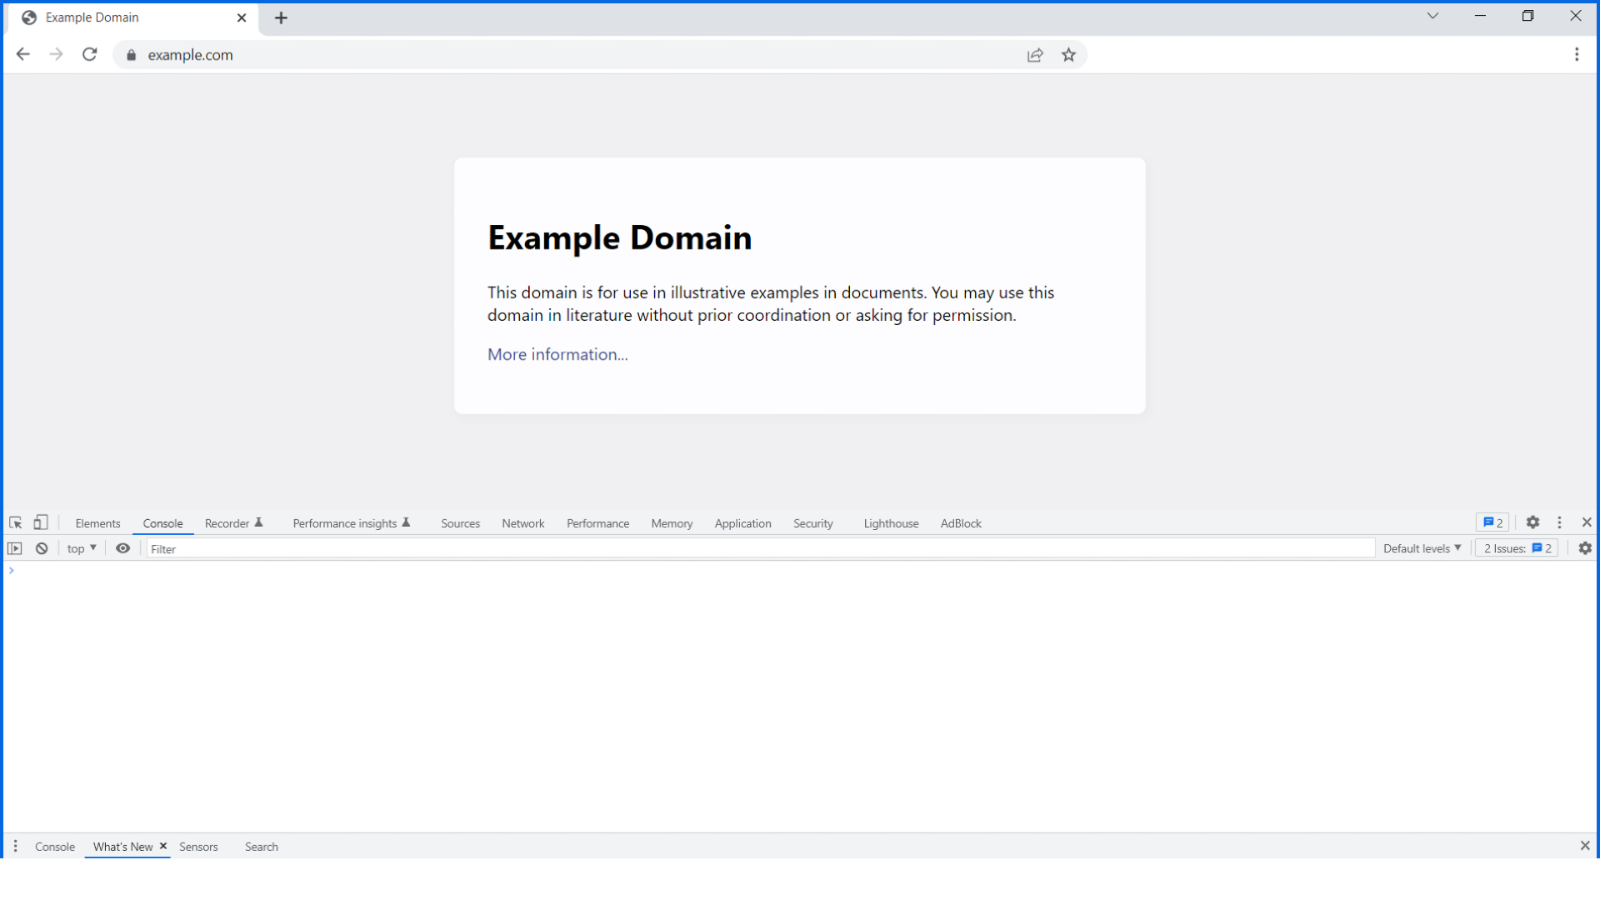 Example Domain
example.com
Example Domain
This domain is for use in illustrative examples in documents. You may use this
domain in literature without prior coordination or asking for permission.
More information...
Elements Console Recorder Performance insights Sources Network Performance Memory Application Security Lighthouse AdBlock 2
top Filter Default levels 2 Issues: 2
Console What's New Sensors Search